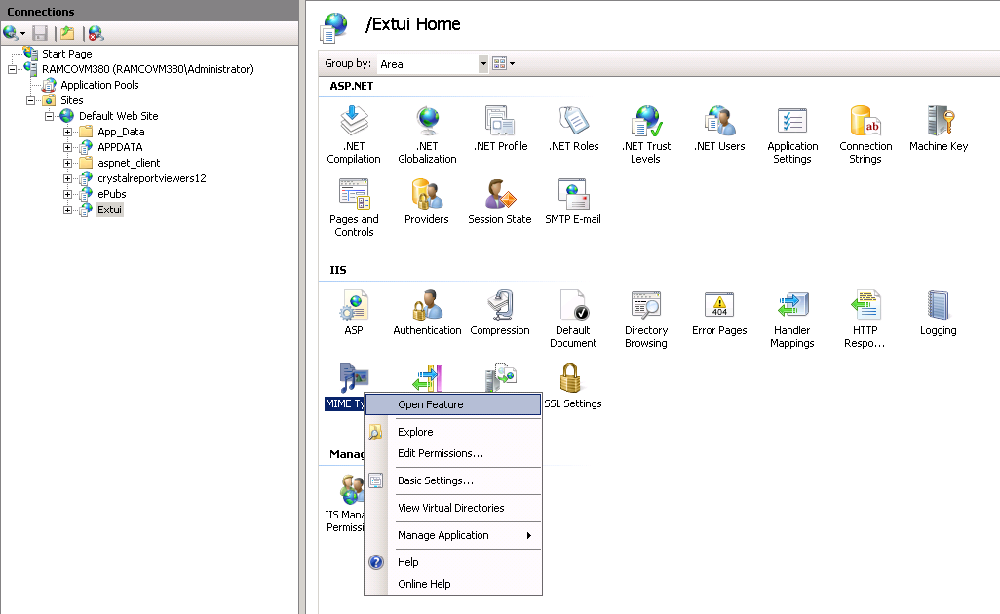 Connections
Start Page
RAMCOVM380 (RAMCOVM380\Administrator)
Application Pools
Sites
Default Web Site
App_Data
APPDATA
aspnet_client
crystalreportviewers12
ePubs
Extui
/Extui Home
Group by: Area
ASP.NET
.NET Compilation
.NET Globalization
.NET Profile
.NET Roles
.NET Trust Levels
.NET Users
Application Settings
Connection Strings
Machine Key
Pages and Controls
Providers
Session State
SMTP E-mail
IIS
ASP
Authentication
Compression
Default Document
Directory Browsing
Error Pages
Handler Mappings
HTTP Respo...
Logging
MIME Ty
SSL Settings
Open Feature
Explore
Edit Permissions...
Basic Settings...
View Virtual Directories
Manage Application
Help
Online Help
Manag
IIS Mana
Permissi
ab
404